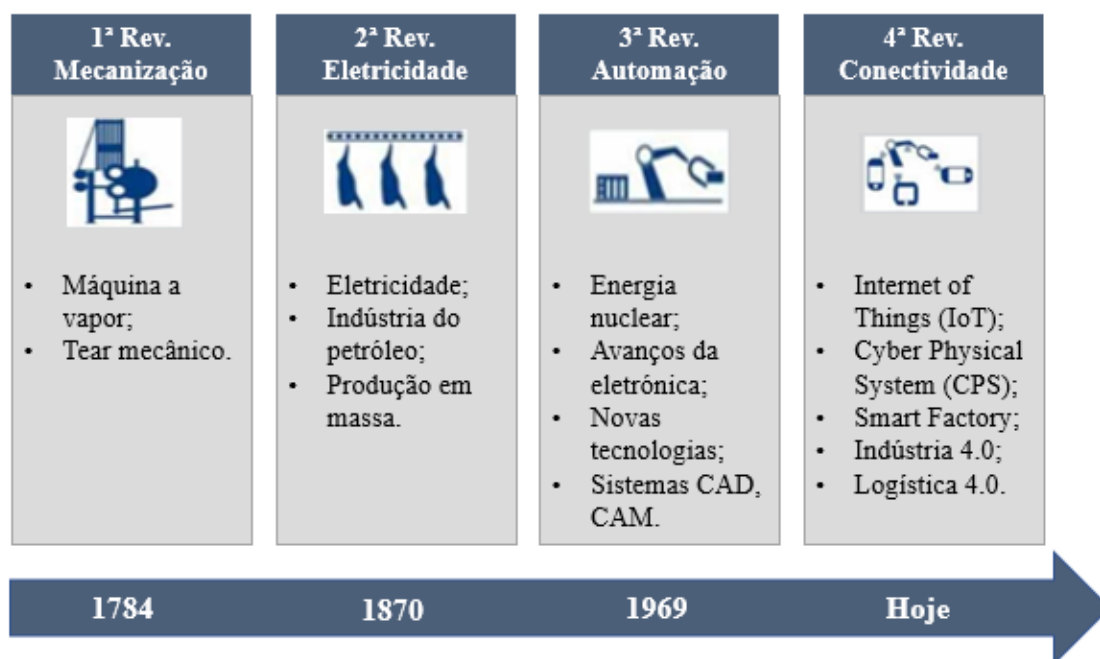 1ª Rev.
Mecanização
• Máquina a
vapor;
• Tear mecânico.
2ª Rev.
Eletricidade
• Eletricidade;
• Indústria do
petróleo;
• Produção em
massa.
3ª Rev.
Automação
• Energia
nuclear;
• Avanços da
eletrónica;
• Novas
tecnologias;
• Sistemas CAD,
CAM.
4ª Rev.
Conectividade
• Internet of
Things (IoT);
• Cyber Physical
System (CPS);
• Smart Factory;
• Indústria 4.0;
• Logística 4.0.
1784 1870 1969 Hoje